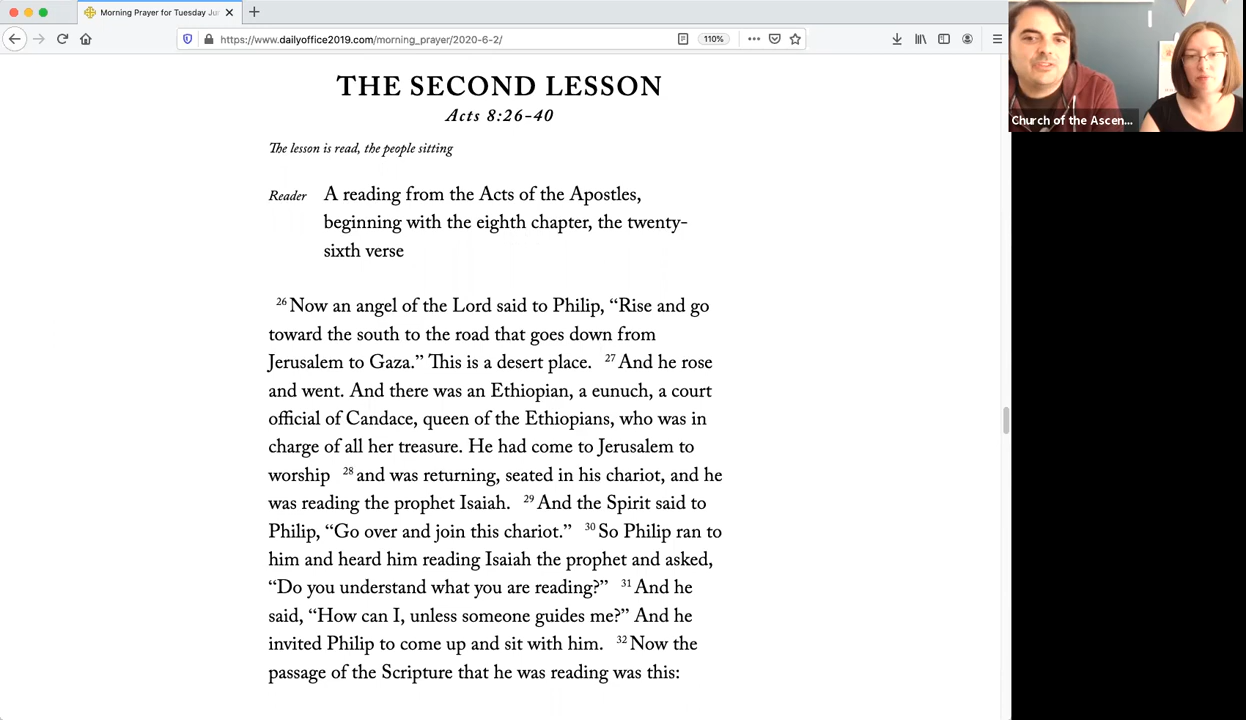 Morning Prayer for Tuesday Ju
https://www.dailyoffice2019.com/morning_prayer/2020-6-2/
110%
Church of the Ascen...
THE SECOND LESSON
Acts 8:26-40
The lesson is read, the people sitting
Reader A reading from the Acts of the Apostles,
beginning with the eighth chapter, the twenty-
sixth verse
26 Now an angel of the Lord said to Philip, “Rise and go
toward the south to the road that goes down from
Jerusalem to Gaza.” This is a desert place. 27 And he rose
and went. And there was an Ethiopian, a eunuch, a court
official of Candace, queen of the Ethiopians, who was in
charge of all her treasure. He had come to Jerusalem to
worship 28 and was returning, seated in his chariot, and he
was reading the prophet Isaiah. 29 And the Spirit said to
Philip, “Go over and join this chariot.” 30 So Philip ran to
him and heard him reading Isaiah the prophet and asked,
“Do you understand what you are reading?” 31 And he
said, “How can I, unless someone guides me?” And he
invited Philip to come up and sit with him. 32 Now the
passage of the Scripture that he was reading was this: